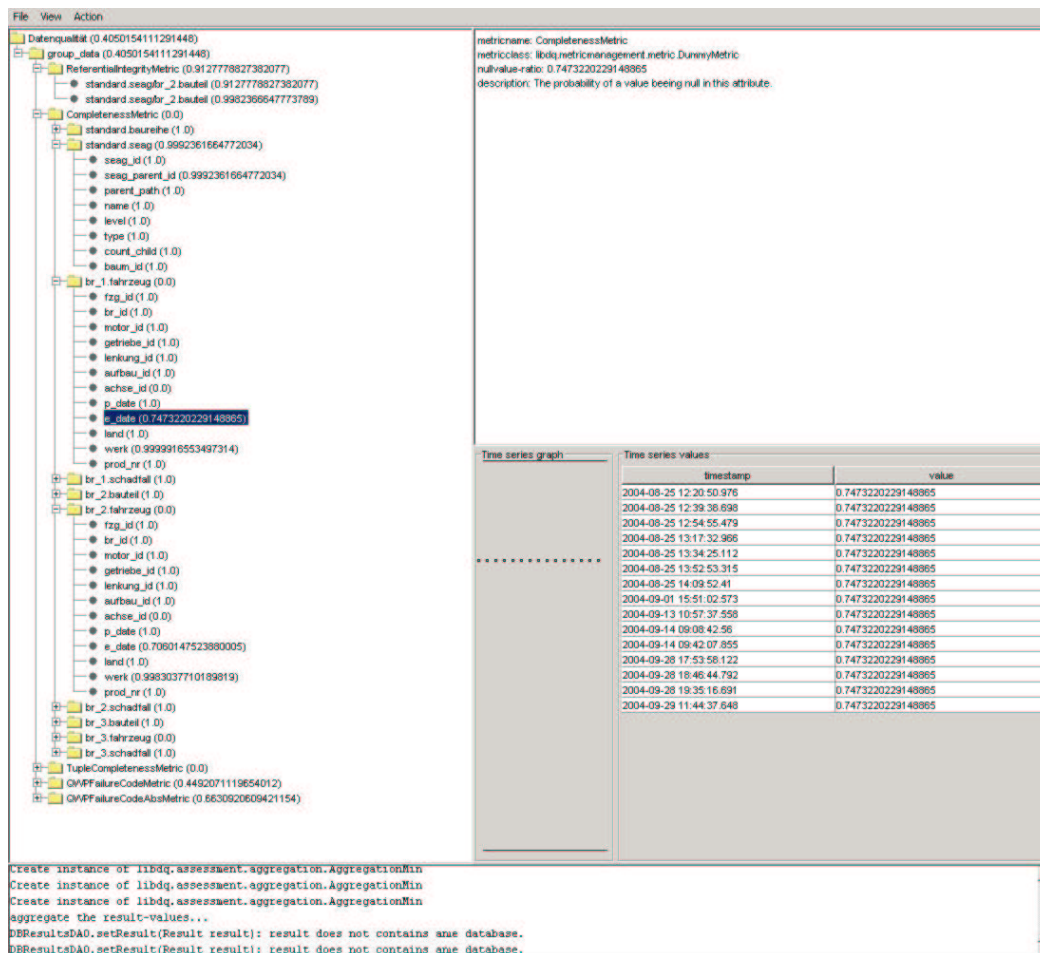 File View Action
Datenqualität (0.4050154111291448)
group_data (0.4050154111291448)
ReferentialIntegrityMetric (0.9127778827382077)
standard.seag/br_2.bauteil (0.9127778827382077)
standard.seag/br_2.bauteil (0.9982366647773789)
CompletenessMetric (0.0)
standard.baureihe (1.0)
standard.seag (0.9992361664772034)
seag_id (1.0)
seag_parent_id (0.9992361664772034)
parent_path (1.0)
name (1.0)
level (1.0)
type (1.0)
count_child (1.0)
baum_id (1.0)
br_1.fahrzeug (0.0)
fzg_id (1.0)
br_id (1.0)
motor_id (1.0)
getriebe_id (1.0)
lenkung_id (1.0)
aufbau_id (1.0)
achse_id (0.0)
p_date (1.0)
e_date (0.7473220229148865)
land (1.0)
werk (0.9999916553497314)
prod_nr (1.0)
br_1.schadfall (1.0)
br_2.bauteil (1.0)
br_2.fahrzeug (0.0)
fzg_id (1.0)
br_id (1.0)
motor_id (1.0)
getriebe_id (1.0)
lenkung_id (1.0)
aufbau_id (1.0)
achse_id (0.0)
p_date (1.0)
e_date (0.7060147523880005)
land (1.0)
werk (0.9983037710189819)
prod_nr (1.0)
br_2.schadfall (1.0)
br_3.bauteil (1.0)
br_3.fahrzeug (0.0)
br_3.schadfall (1.0)
TupleCompletenessMetric (0.0)
QWPFailureCodeMetric (0.4492071119654012)
QWPFailureCodeAbsMetric (0.6630920609421154)
metricname: CompletenessMetric
metricclass: libdq.metricmanagement.metric.DummyMetric
nullvalue-ratio: 0.7473220229148865
description: The probability of a value beeing null in this attribute.
Time series graph
Time series values
timestamp value
2004-08-25 12:20:50.976 0.7473220229148865
2004-08-25 12:39:38.698 0.7473220229148865
2004-08-25 12:54:55.479 0.7473220229148865
2004-08-25 13:17:32.966 0.7473220229148865
2004-08-25 13:34:25.112 0.7473220229148865
2004-08-25 13:52:53.315 0.7473220229148865
2004-08-25 14:09:52.41 0.7473220229148865
2004-09-01 15:51:02.573 0.7473220229148865
2004-09-13 10:57:37.558 0.7473220229148865
2004-09-14 09:08:42.56 0.7473220229148865
2004-09-14 09:42:07.855 0.7473220229148865
2004-09-28 17:53:58.122 0.7473220229148865
2004-09-28 18:46:44.792 0.7473220229148865
2004-09-28 19:35:16.691 0.7473220229148865
2004-09-29 11:44:37.648 0.7473220229148865
Create instance of libdq.assessment.aggregation.AggregationMin
Create instance of libdq.assessment.aggregation.AggregationMin
Create instance of libdq.assessment.aggregation.AggregationMin
aggregate the result-values...
DBResultsDAO.setResult(Result result): result does not contains ame database.
DBResultsDAO.setResult(Result result): result does not contains ame database.